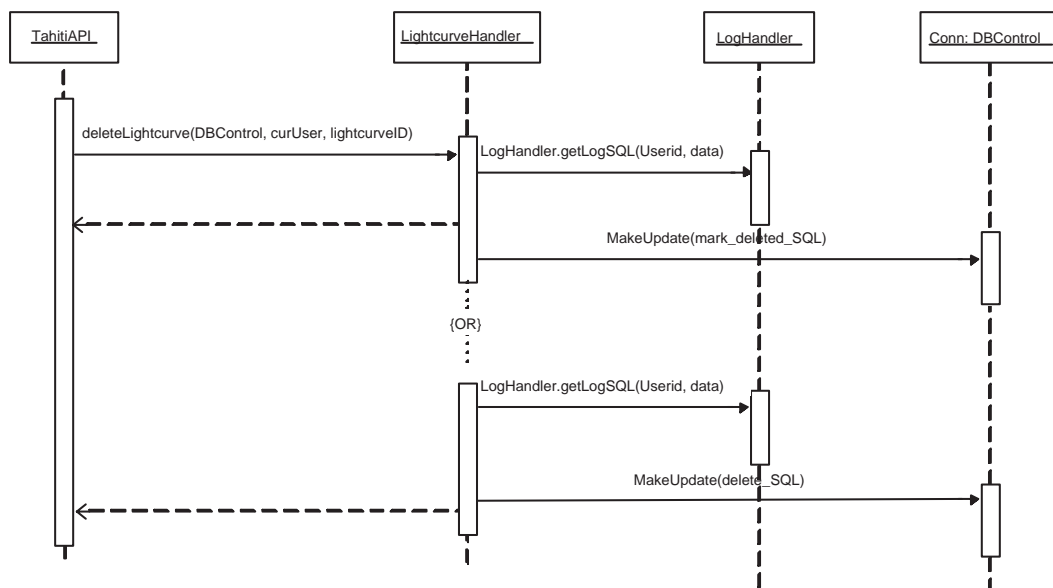 TahitiAPI
LightcurveHandler
LogHandler
Conn: DBControl
deleteLightcurve(DBControl, curUser, lightcurveID)
LogHandler.getLogSQL(Userid, data)
MakeUpdate(mark_deleted_SQL)
{OR}
LogHandler.getLogSQL(Userid, data)
MakeUpdate(delete_SQL)